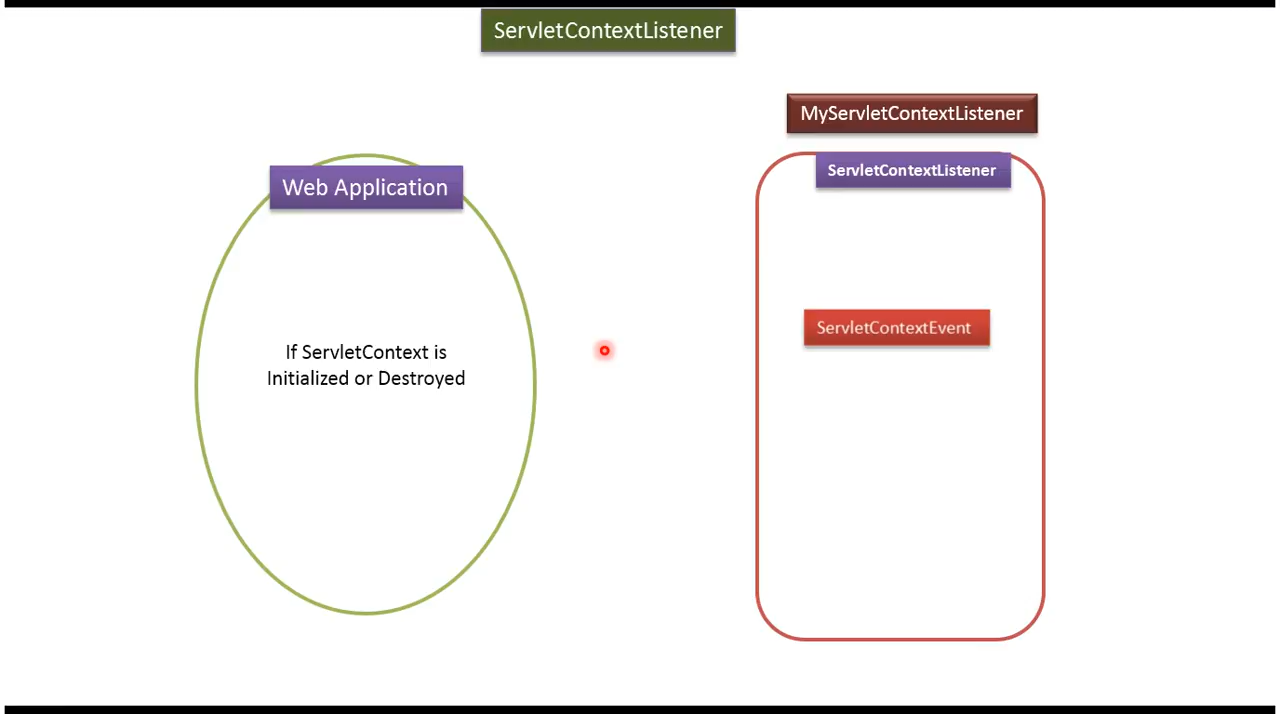 ServletContextListener
MyServletContextListener
ServletContextListener
Web Application
ServletContextEvent
If ServletContext is
Initialized or Destroyed